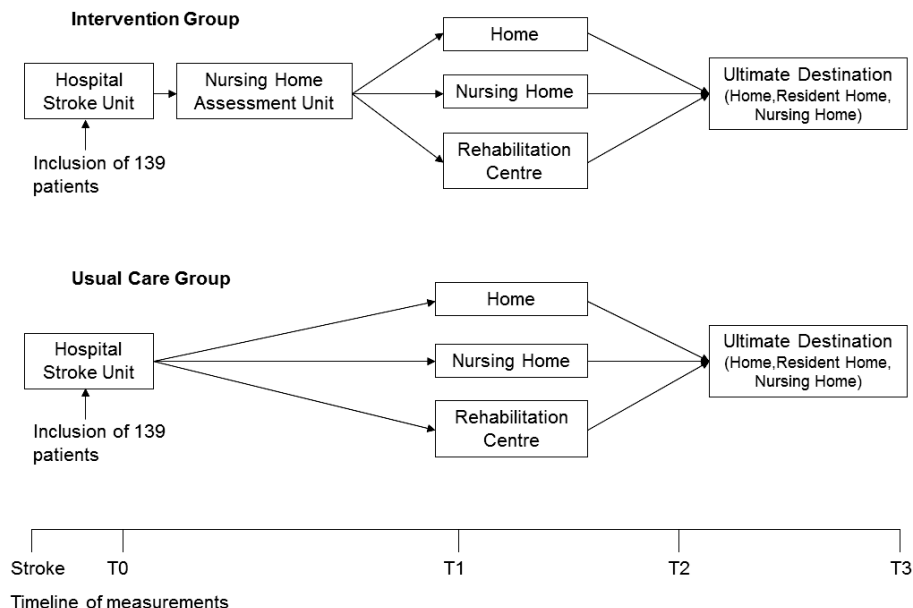 Intervention Group
Hospital
Stroke Unit
Nursing Home
Assessment Unit
Home
Nursing Home
Rehabilitation
Centre
Ultimate Destination
(Home,Resident Home,
Nursing Home)
Inclusion of 139
patients
Usual Care Group
Hospital
Stroke Unit
Home
Nursing Home
Rehabilitation
Centre
Ultimate Destination
(Home,Resident Home,
Nursing Home)
Inclusion of 139
patients
Stroke T0 T1 T2 T3
Timeline of measurements